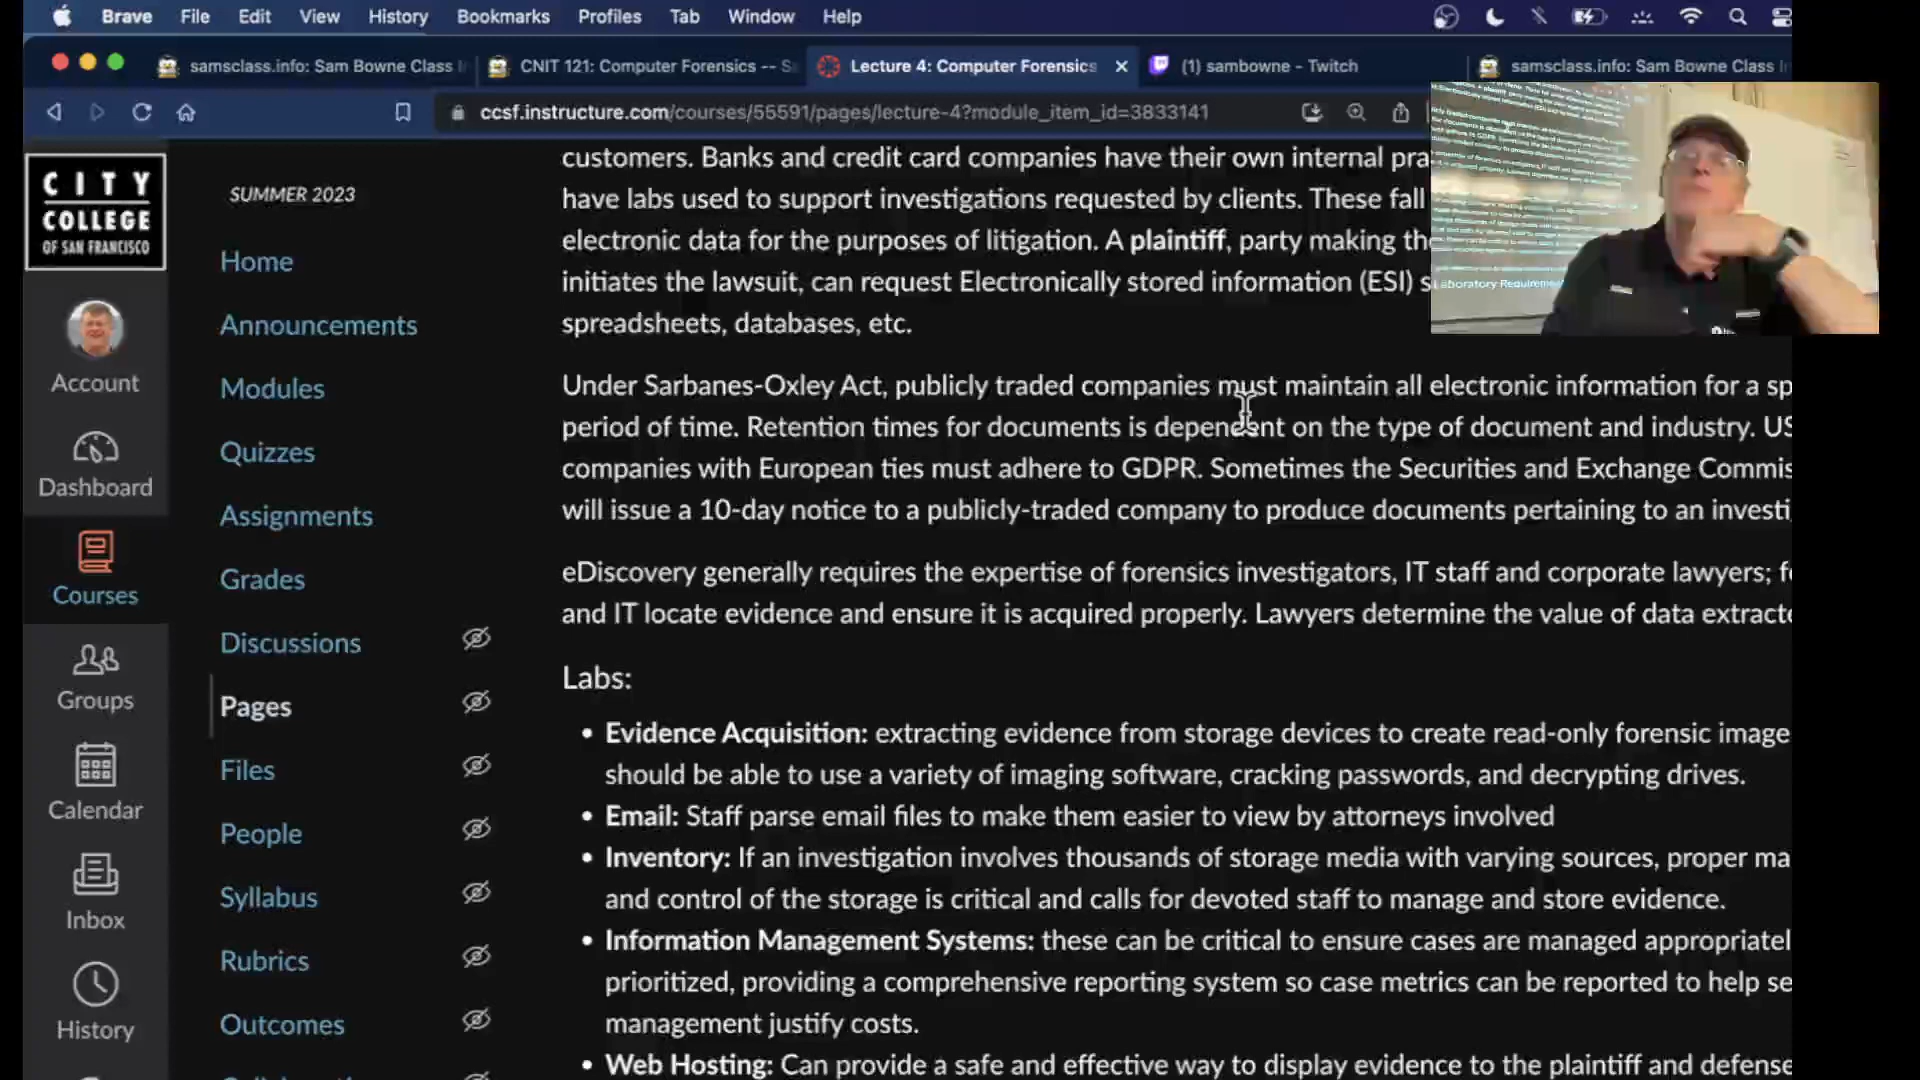 Brave File Edit View History Bookmarks Profiles Tab Window Help
samsclass.info: Sam Bowne Class I
CNIT 121: Computer Forensics -- S
Lecture 4: Computer Forensics
(1) sambowne - Twitch
samsclass.info: Sam Bowne Class In
ccsf.instructure.com/courses/55591/pages/lecture-4?module_item_id=3833141
CITY
COLLEGE
OF SAN FRANCISCO
Account
Dashboard
Courses
Groups
Calendar
Inbox
History
SUMMER 2023
Home
Announcements
Modules
Quizzes
Assignments
Grades
Discussions
Pages
Files
People
Syllabus
Rubrics
Outcomes
customers. Banks and credit card companies have their own internal pra
have labs used to support investigations requested by clients. These fall
electronic data for the purposes of litigation. A plaintiff, party making the
initiates the lawsuit, can request Electronically stored information (ESI) s
spreadsheets, databases, etc.
Under Sarbanes-Oxley Act, publicly traded companies must maintain all electronic information for a sp
period of time. Retention times for documents is dependent on the type of document and industry. US
companies with European ties must adhere to GDPR. Sometimes the Securities and Exchange Commis
will issue a 10-day notice to a publicly-traded company to produce documents pertaining to an investi
eDiscovery generally requires the expertise of forensics investigators, IT staff and corporate lawyers; fo
and IT locate evidence and ensure it is acquired properly. Lawyers determine the value of data extracte
Labs:
• Evidence Acquisition: extracting evidence from storage devices to create read-only forensic image
should be able to use a variety of imaging software, cracking passwords, and decrypting drives.
• Email: Staff parse email files to make them easier to view by attorneys involved
• Inventory: If an investigation involves thousands of storage media with varying sources, proper ma
and control of the storage is critical and calls for devoted staff to manage and store evidence.
• Information Management Systems: these can be critical to ensure cases are managed appropriatel
prioritized, providing a comprehensive reporting system so case metrics can be reported to help se
management justify costs.
• Web Hosting: Can provide a safe and effective way to display evidence to the plaintiff and defense
Laboratory Requireme